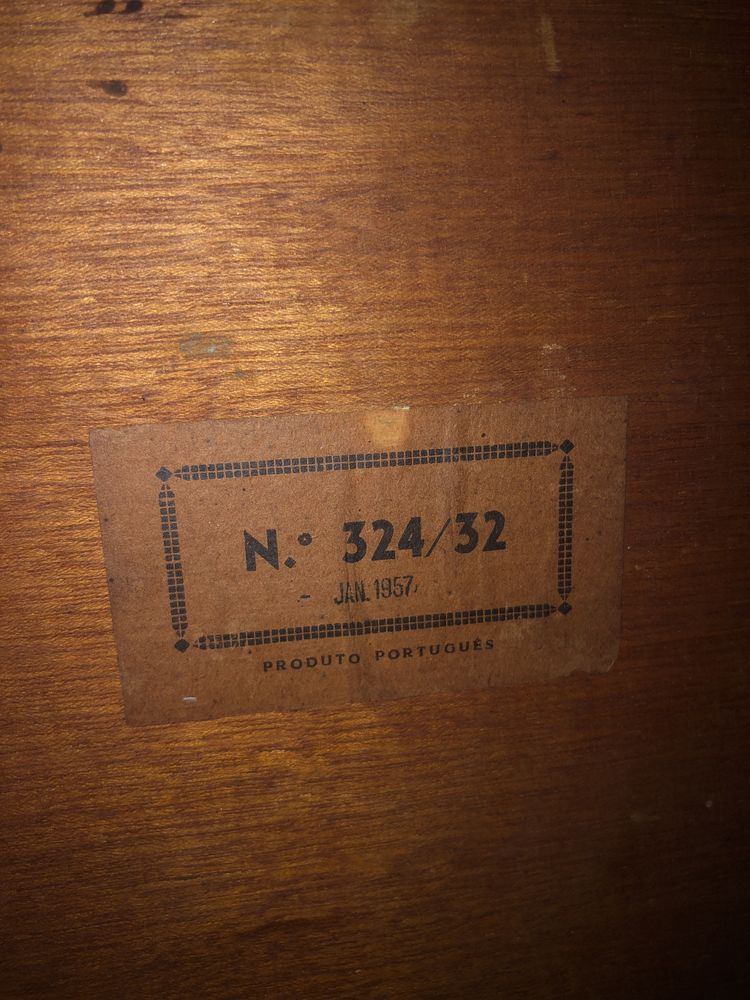 N.º 324/32
- JAN. 1957
PRODUTO PORTUGUÊS